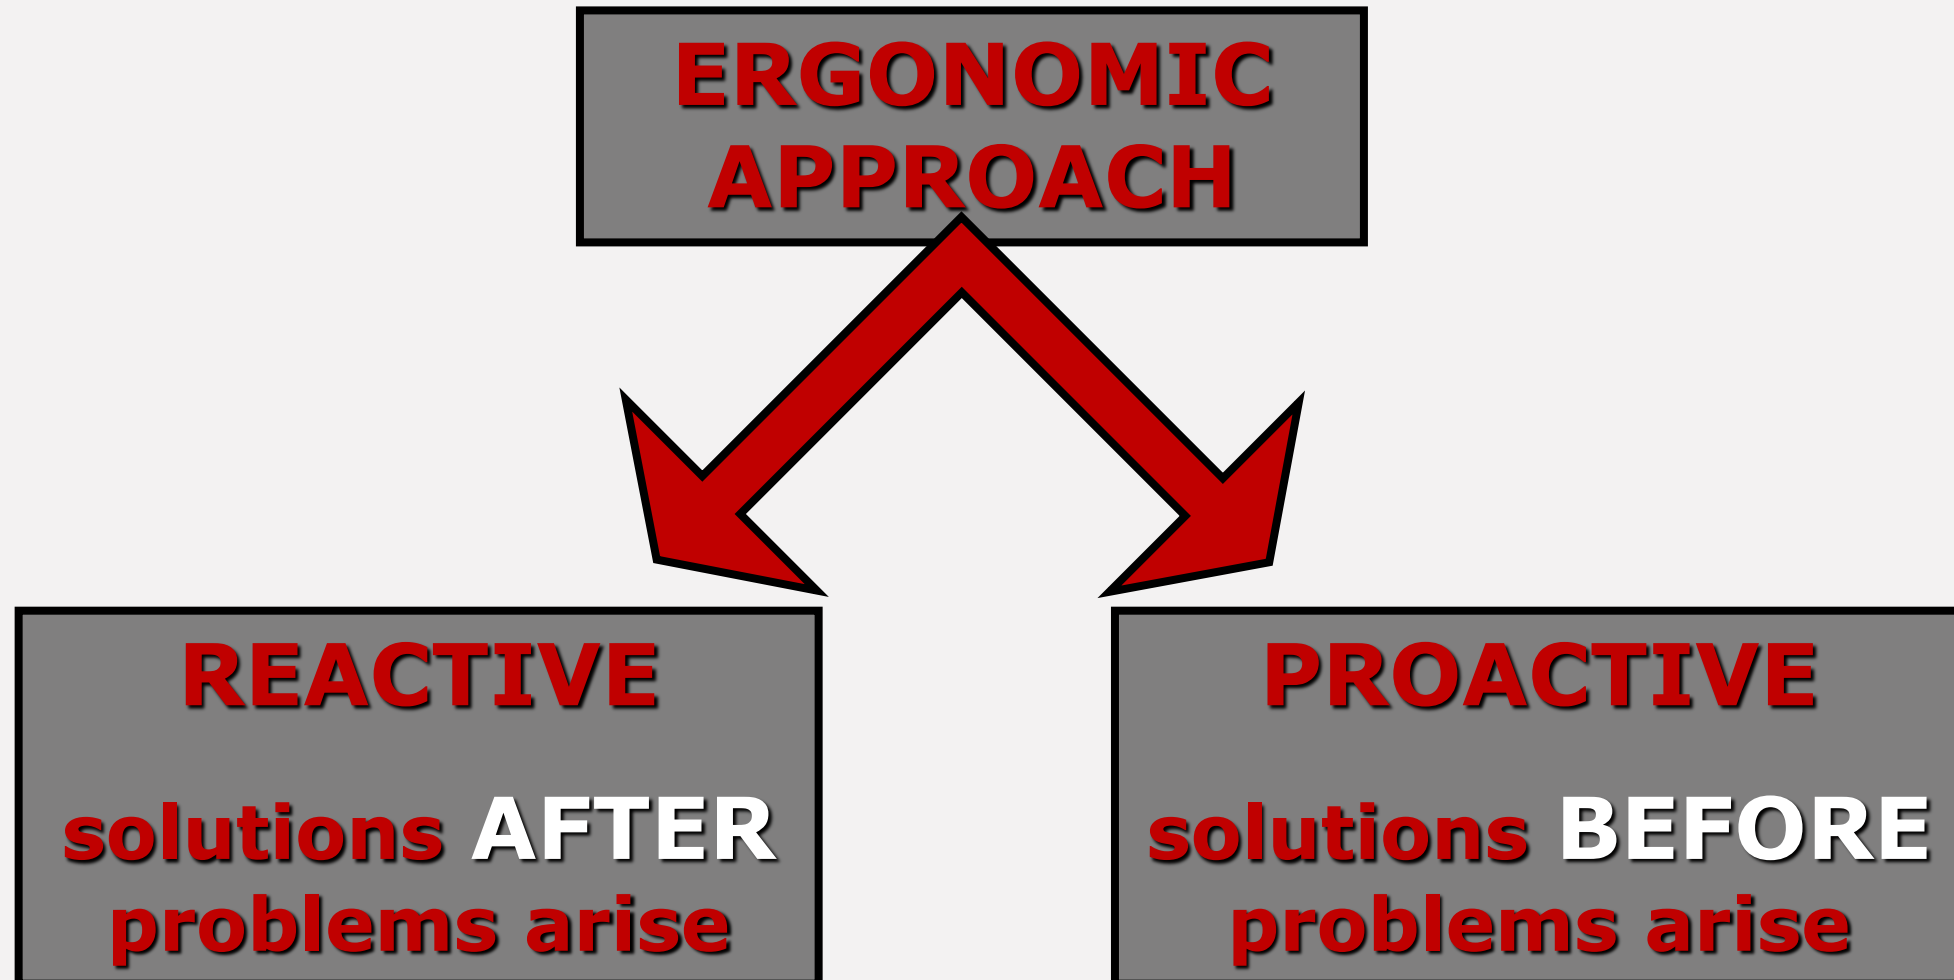 ERGONOMIC
APPROACH
REACTIVE
solutions AFTER
problems arise
PROACTIVE
solutions BEFORE
problems arise